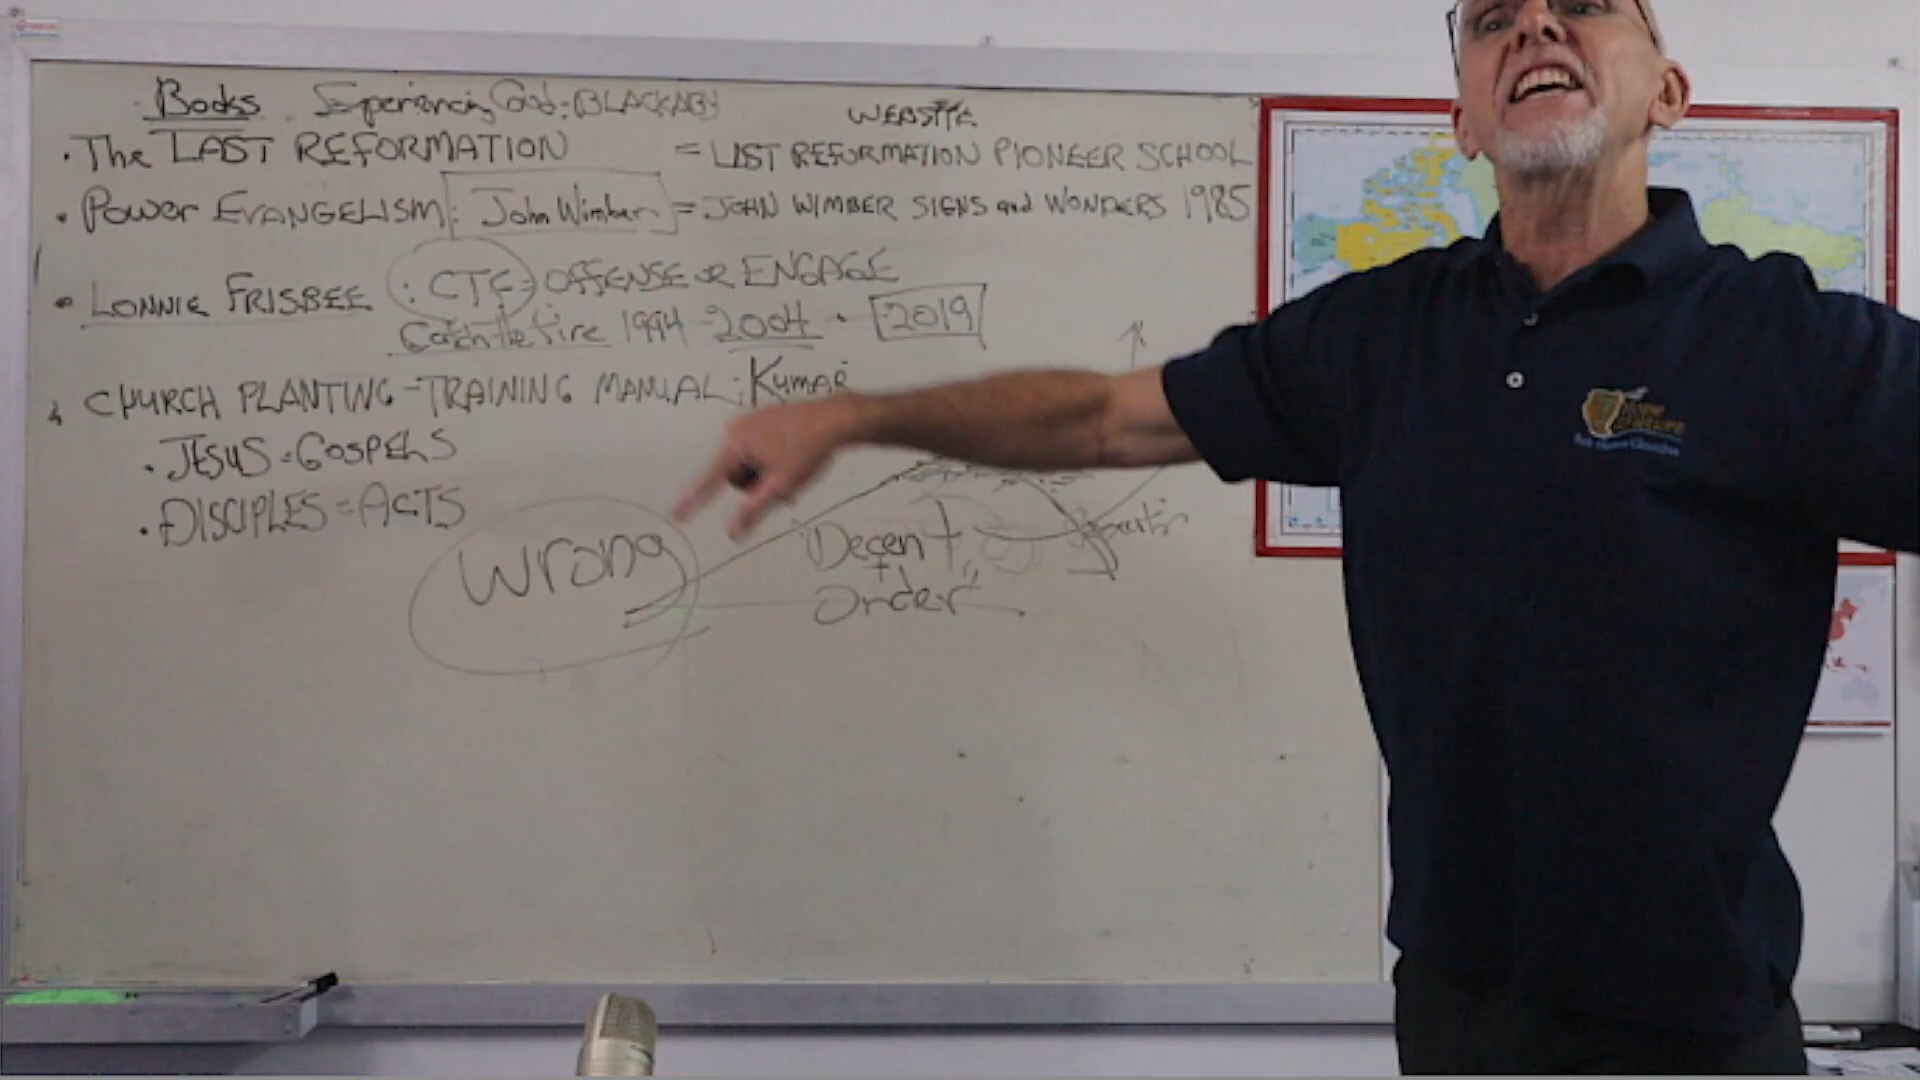 Books Experiencing God: BLACKABY
WEBSITE
• The LAST REFORMATION = LAST REFORMATION PIONEER SCHOOL
• POWER EVANGELISM: John Wimber = JOHN WIMBER SIGNS and WONDERS 1985
• LONNIE FRISBEE : CTF = OFFENSE or ENGAGE
Catch the Fire 1994 - 2004 • 2019
CHURCH PLANTING - TRAINING MANUAL: KUMAR
• JESUS = GOSPELS
• DISCIPLES = ACTS
Wrong
Decent
+
Order"